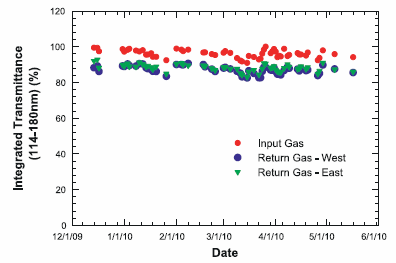 Integrated Transmittance
(114-180nm) (%)
120
100
80
60
40
20
0
Input Gas
Return Gas - West
Return Gas - East
12/1/09 1/1/10 2/1/10 3/1/10 4/1/10 5/1/10 6/1/10
Date